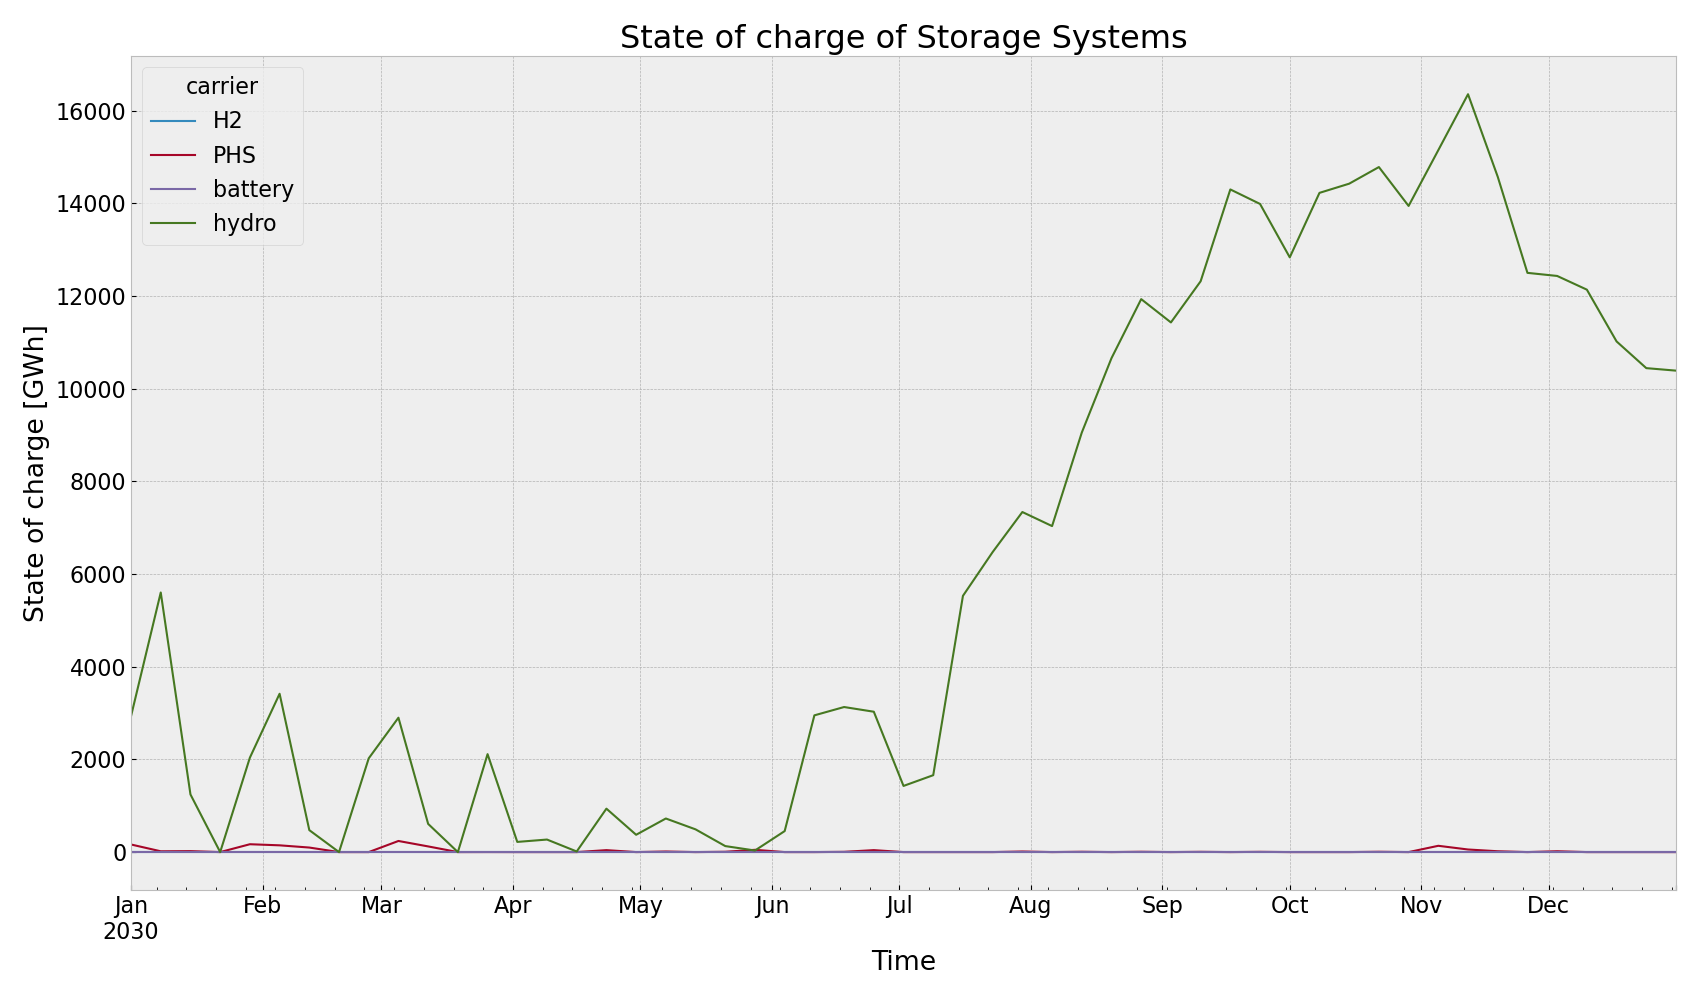 State of charge of Storage Systems
carrier
H2
PHS
battery
hydro
State of charge [GWh]
16000
14000
12000
10000
8000
6000
4000
2000
0
Jan Feb Mar Apr May Jun Jul Aug Sep Oct Nov Dec
2030
Time